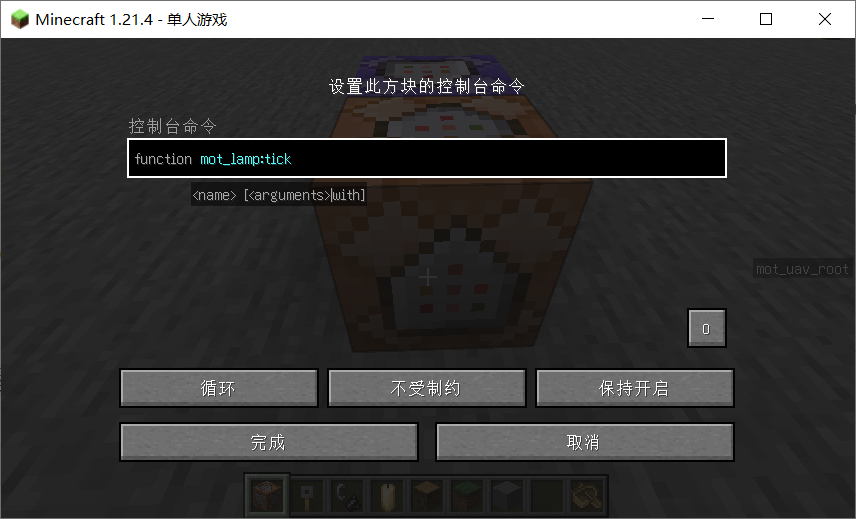 Minecraft 1.21.4 - 单人游戏
设置此方块的控制台命令
控制台命令
function mot_lamp:tick
<name> [<arguments>|with]
mot_uav_root
O
循环
不受制约
保持开启
完成
取消